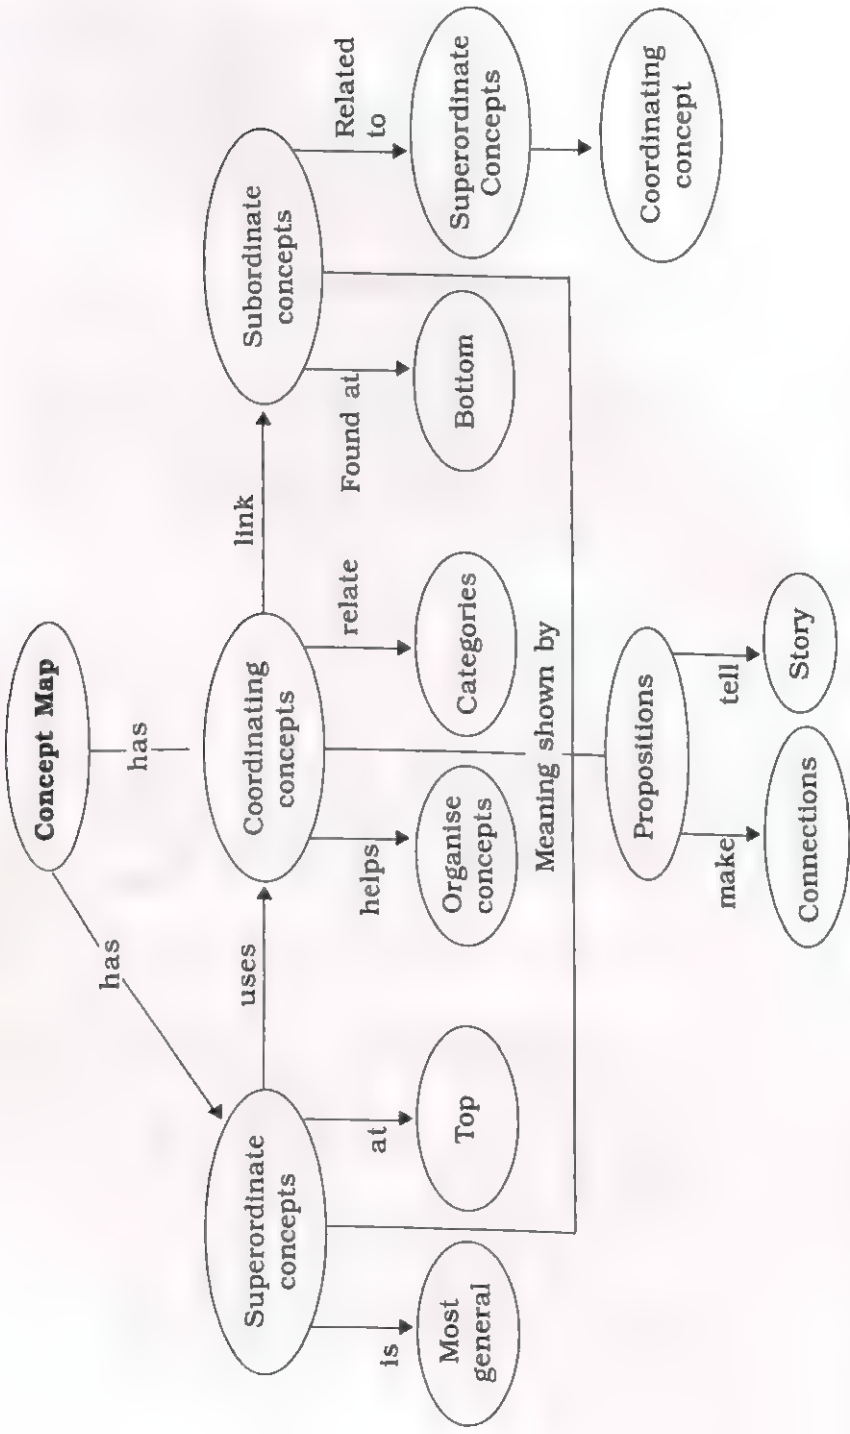 Concept Map
has
has
Superordinate
concepts
uses
Coordinating
concepts
link
Subordinate
concepts
is
at
helps
relate
Found at
Related
to
Most
general
Top
Organise
concepts
Categories
Bottom
Superordinate
Concepts
Meaning shown by
Coordinating
concept
Propositions
make
tell
Connections
Story